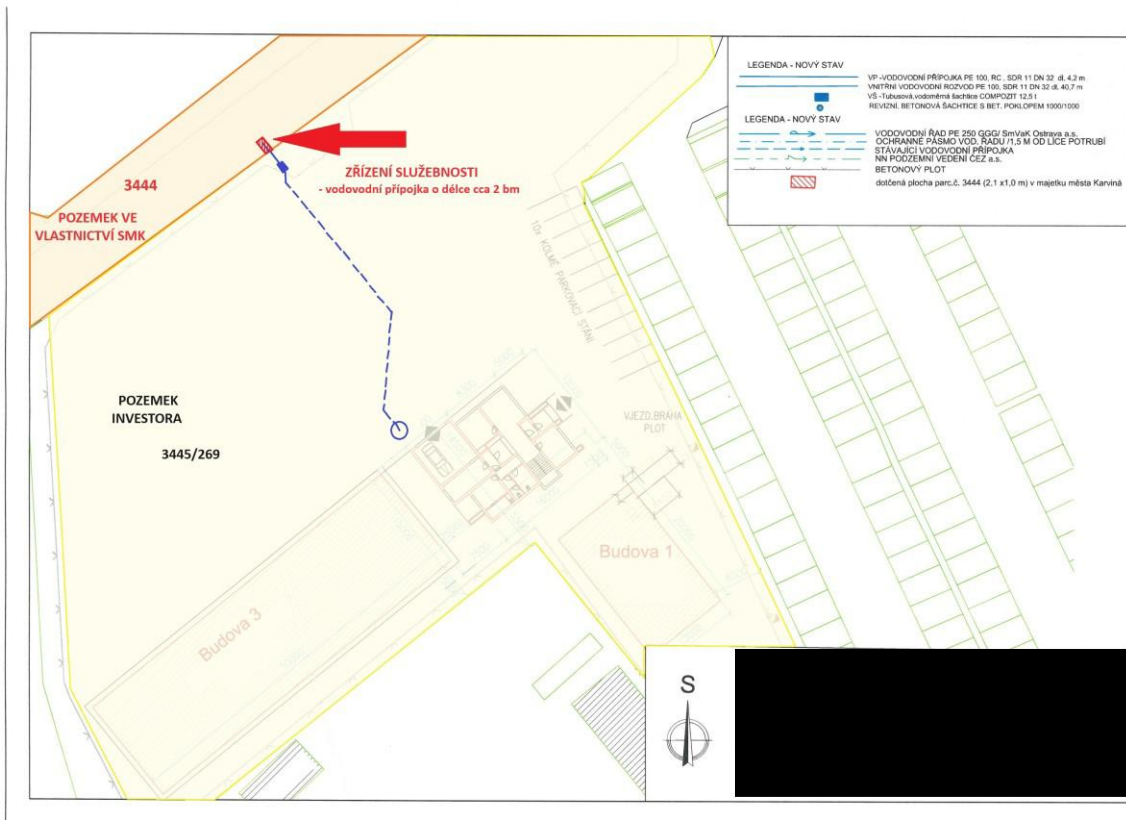 LEGENDA - NOVÝ STAV
VP -VODOVODNÍ PŘÍPOJKA PE 100, RC , SDR 11 DN 32 dl. 4,2 m
VNITŘNÍ VODOVODNÍ ROZVOD PE 100, SDR 11 DN 32 dl. 40,7 m
VŠ -Tubusová,vodoměrná šachtice COMPOZIT 12,5 t
REVIZNÍ, BETONOVÁ ŠACHTICE S BET. POKLOPEM 1000/1000
LEGENDA - NOVÝ STAV
VODOVODNÍ ŘAD PE 250 GGG/ SmVaK Ostrava a.s.
OCHRANNÉ PÁSMO VOD. ŘADU /1,5 M OD LÍCE POTRUBÍ
STÁVAJÍCÍ VODOVODNÍ PŘÍPOJKA
NN PODZEMNÍ VEDENÍ ČEZ a.s.
BETONOVÝ PLOT
dotčená plocha parc.č. 3444 (2,1 x1,0 m) v majetku města Karviná
ZŘÍZENÍ SLUŽEBNOSTI
- vodovodní přípojka o délce cca 2 bm
3444
POZEMEK VE
VLASTNICTVÍ SMK
10x KOLMÉ PARKOVACÍ STÁNÍ
POZEMEK
INVESTORA
3445/269
VJEZD,BRÁNA
PLOT
Budova 1
Budova 3
S